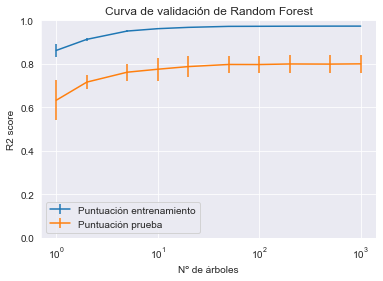 Curva de validación de Random Forest
R2 score
1.0
0.8
0.6
0.4
0.2
0.0
Puntuación entrenamiento
Puntuación prueba
10⁰ 10¹ 10² 10³
Nº de árboles